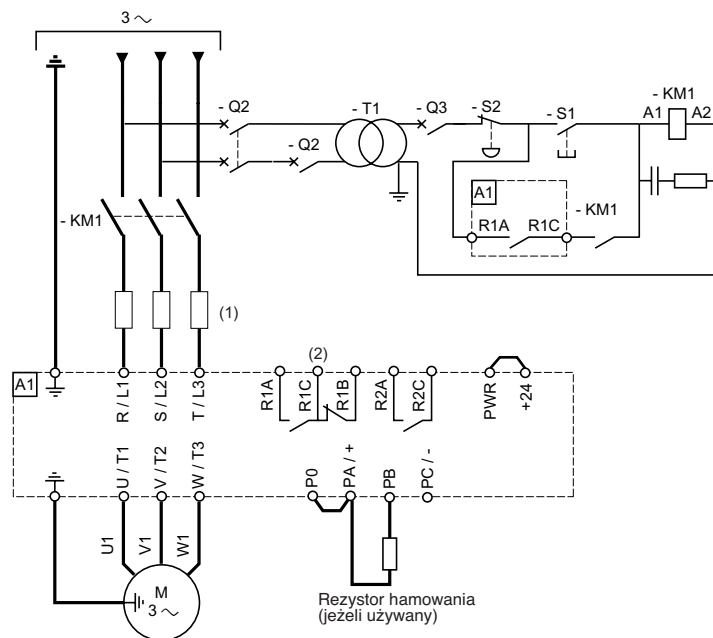 3 ~
- Q2
- T1
- Q3
- S2
- S1
- KM1
A1
A2
- Q2
A1
R1A
R1C
- KM1
- KM1
(1)
(2)
A1
R / L1
S / L2
T / L3
R1A
R1C
R1B
R2A
R2C
PWR
+24
U / T1
V / T2
W / T3
P0
PA / +
PB
PC / -
U1
V1
W1
M
3 ~
Rezystor hamowania
(jeżeli używany)